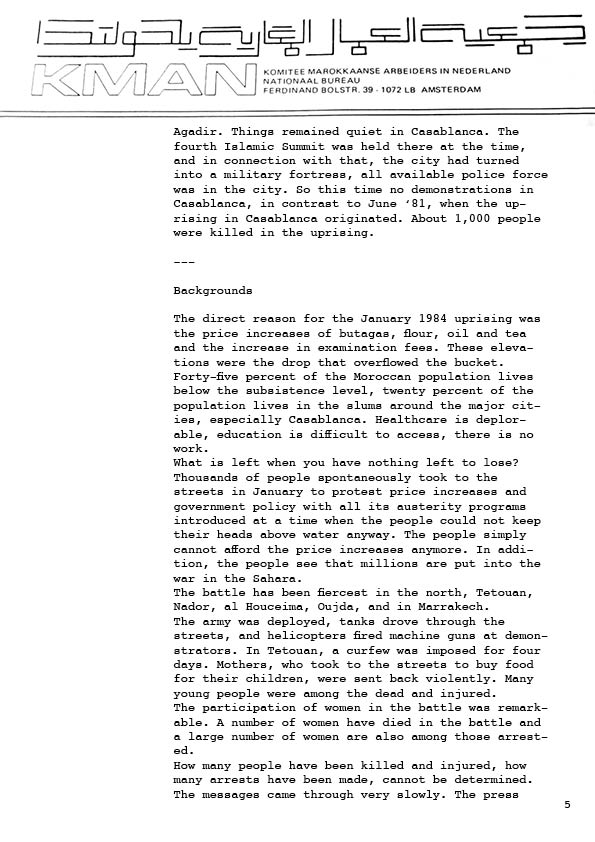 جمعية العمال المغاربة بهولندا
KMAN
KOMITEE MAROKKAANSE ARBEIDERS IN NEDERLAND
NATIONAAL BUREAU
FERDINAND BOLSTR. 39 - 1072 LB AMSTERDAM
Agadir. Things remained quiet in Casablanca. The
fourth Islamic Summit was held there at the time,
and in connection with that, the city had turned
into a military fortress, all available police force
was in the city. So this time no demonstrations in
Casablanca, in contrast to June ‘81, when the up-
rising in Casablanca originated. About 1,000 people
were killed in the uprising.
---
Backgrounds
The direct reason for the January 1984 uprising was
the price increases of butagas, flour, oil and tea
and the increase in examination fees. These eleva-
tions were the drop that overflowed the bucket.
Forty-five percent of the Moroccan population lives
below the subsistence level, twenty percent of the
population lives in the slums around the major cit-
ies, especially Casablanca. Healthcare is deplor-
able, education is difficult to access, there is no
work.
What is left when you have nothing left to lose?
Thousands of people spontaneously took to the
streets in January to protest price increases and
government policy with all its austerity programs
introduced at a time when the people could not keep
their heads above water anyway. The people simply
cannot afford the price increases anymore. In addi-
tion, the people see that millions are put into the
war in the Sahara.
The battle has been fiercest in the north, Tetouan,
Nador, al Houceima, Oujda, and in Marrakech.
The army was deployed, tanks drove through the
streets, and helicopters fired machine guns at demon-
strators. In Tetouan, a curfew was imposed for four
days. Mothers, who took to the streets to buy food
for their children, were sent back violently. Many
young people were among the dead and injured.
The participation of women in the battle was remark-
able. A number of women have died in the battle and
a large number of women are also among those arrest-
ed.
How many people have been killed and injured, how
many arrests have been made, cannot be determined.
The messages came through very slowly. The press
5